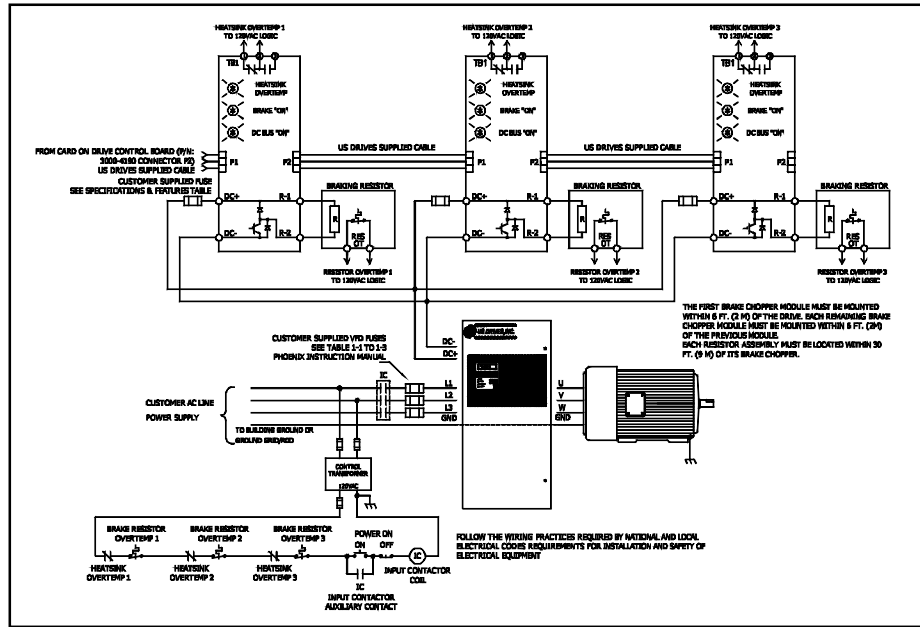 HEATSINK OVERTEMP 1
TO 120VAC LOGIC
HEATSINK OVERTEMP 2
TO 120VAC LOGIC
HEATSINK OVERTEMP 3
TO 120VAC LOGIC
TB1
TB1
TB1
HEATSINK
OVERTEMP
BRAKE "ON"
DC BUS "ON"
HEATSINK
OVERTEMP
BRAKE "ON"
DC BUS "ON"
HEATSINK
OVERTEMP
BRAKE "ON"
DC BUS "ON"
FROM CARD ON DRIVE CONTROL BOARD (P/N:
3000-4190 CONNECTOR P2)
US DRIVES SUPPLIED CABLE
P1
P2
US DRIVES SUPPLIED CABLE
P1
P2
US DRIVES SUPPLIED CABLE
P1
P2
CUSTOMER SUPPLIED FUSE
SEE SPECIFICATIONS & FEATURES TABLE
DC+
R-1
DC-
R-2
BRAKING RESISTOR
R
RES
OT
DC+
R-1
DC-
R-2
BRAKING RESISTOR
R
RES
OT
DC+
R-1
DC-
R-2
BRAKING RESISTOR
R
RES
OT
RESISTOR OVERTEMP 1
TO 120VAC LOGIC
RESISTOR OVERTEMP 2
TO 120VAC LOGIC
RESISTOR OVERTEMP 3
TO 120VAC LOGIC
THE FIRST BRAKE CHOPPER MODULE MUST BE MOUNTED
WITHIN 6 FT. (2 M) OF THE DRIVE. EACH REMAINING BRAKE
CHOPPER MODULE MUST BE MOUNTED WITHIN 6 FT. (2M)
OF THE PREVIOUS MODULE.
EACH RESISTOR ASSEMBLY MUST BE LOCATED WITHIN 30
FT. (9 M) OF ITS BRAKE CHOPPER.
CUSTOMER SUPPLIED VFD FUSES
SEE TABLE 1-1 TO 1-3
PHOENIX INSTRUCTION MANUAL
DC-
DC+
IC
L1
L2
L3
GND
U
V
W
GND
CUSTOMER AC LINE
POWER SUPPLY
TO BUILDING GROUND OR
GROUND GRID/ROD
CONTROL
TRANSFORMER
120VAC
BRAKE RESISTOR
OVERTEMP 1
BRAKE RESISTOR
OVERTEMP 2
BRAKE RESISTOR
OVERTEMP 3
POWER ON
ON
OFF
IC
HEATSINK
OVERTEMP 1
HEATSINK
OVERTEMP 2
HEATSINK
OVERTEMP 3
IC
INPUT CONTACTOR
AUXILIARY CONTACT
INPUT CONTACTOR
COIL
FOLLOW THE WIRING PRACTICES REQUIRED BY NATIONAL AND LOCAL
ELECTRICAL CODES REQUIREMENTS FOR INSTALLATION AND SAFETY OF
ELECTRICAL EQUIPMENT